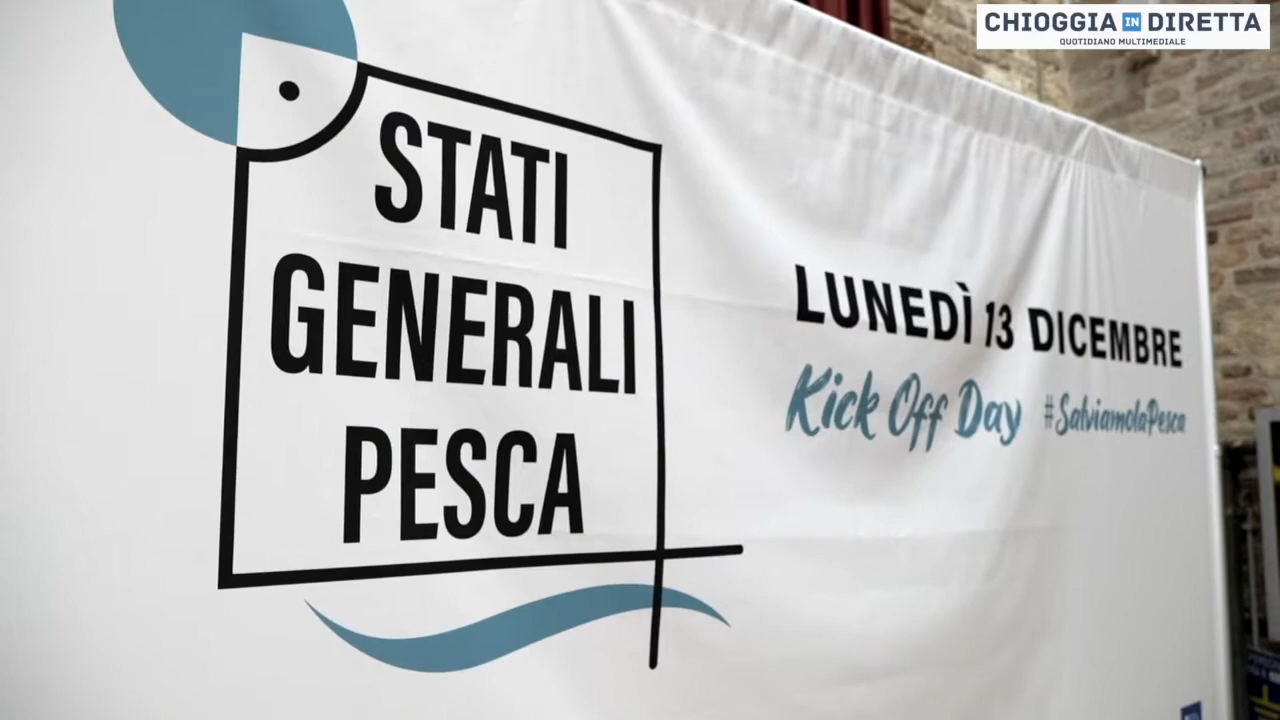 CHIOGGIA IN DIRETTA
QUOTIDIANO MULTIMEDIALE
STATI
GENERALI
PESCA
LUNEDÌ 13 DICEMBRE
Kick Off Day #SalviamolaPesca